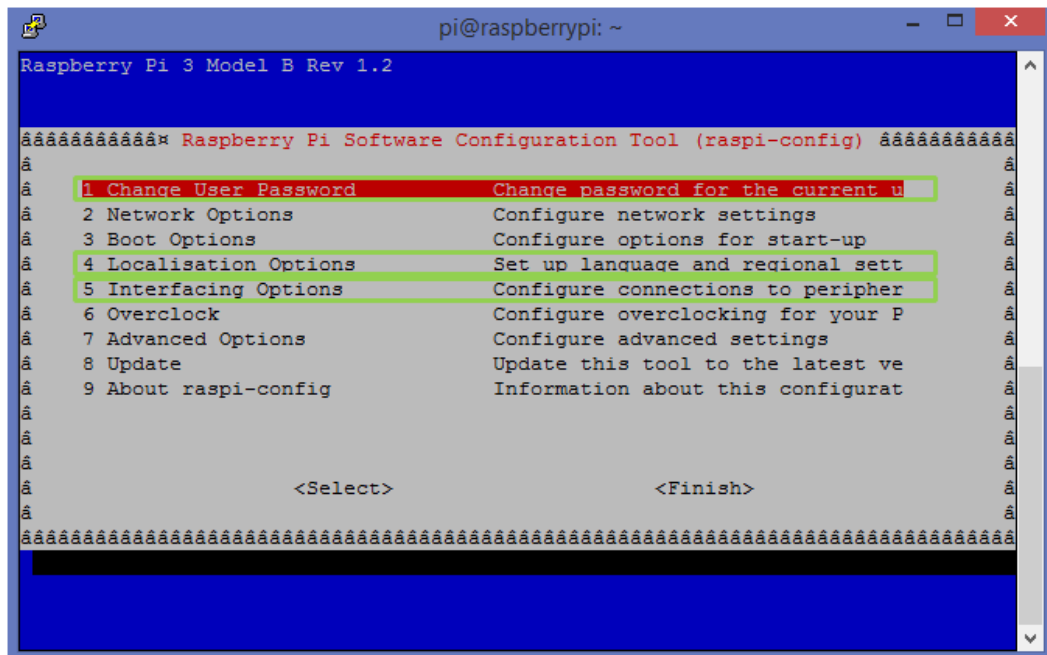 pi@raspberrypi: ~
Raspberry Pi 3 Model B Rev 1.2
âââââââââââ¤ Raspberry Pi Software Configuration Tool (raspi-config) âââââââââââ
â â
â 1 Change User Password Change password for the current u â
â 2 Network Options Configure network settings â
â 3 Boot Options Configure options for start-up â
â 4 Localisation Options Set up language and regional sett â
â 5 Interfacing Options Configure connections to peripher â
â 6 Overclock Configure overclocking for your P â
â 7 Advanced Options Configure advanced settings â
â 8 Update Update this tool to the latest ve â
â 9 About raspi-config Information about this configurat â
â â
â â
â â
â <Select> <Finish> â
â â
ââââââââââââââââââââââââââââââââââââââââââââââââââââââââââââââââââââââââââââââââ